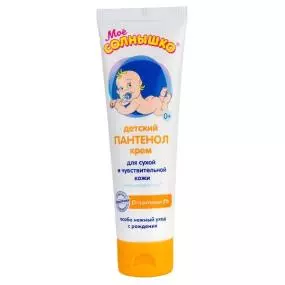 Моё
СОЛНЫШКО
0+
детский
ПАНТЕНОЛ
крем
для сухой
и чувствительной
кожи
особо нежный уход
с рождения